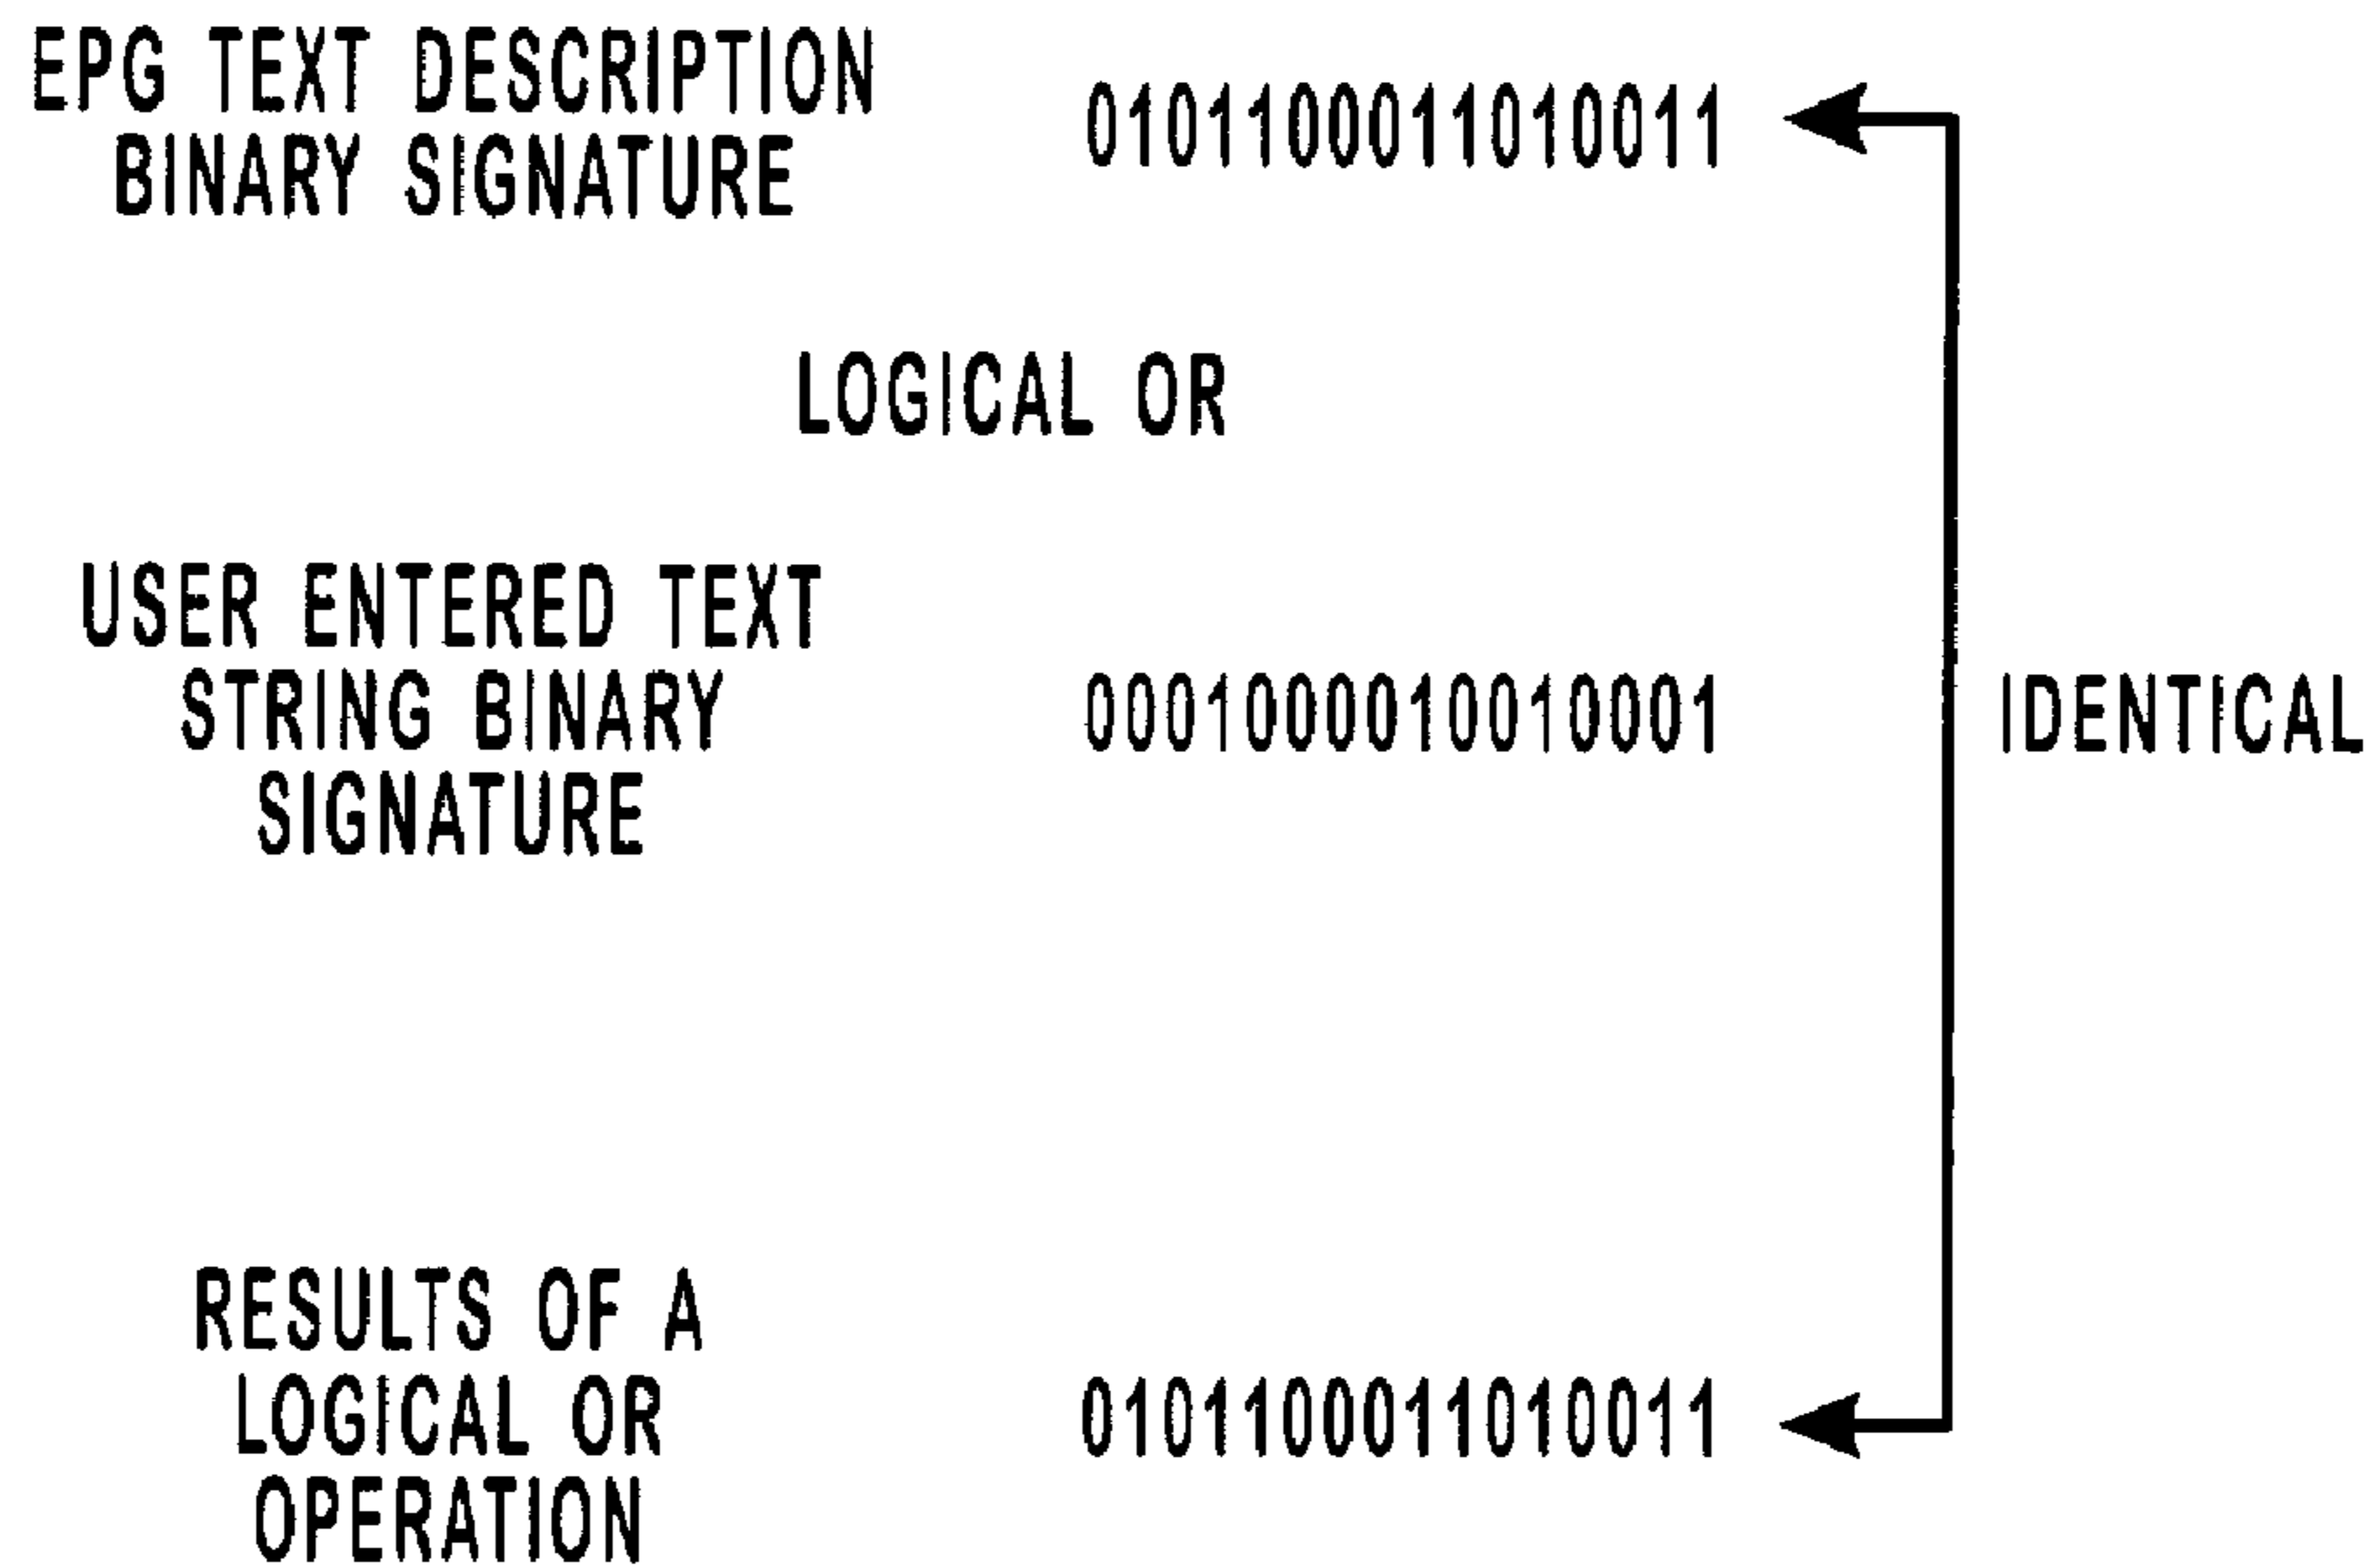 EPG TEXT DESCRIPTION
BINARY SIGNATURE
0101100011010011
LOGICAL OR
USER ENTERED TEXT
STRING BINARY
SIGNATURE
0001000010010001
IDENTICAL
RESULTS OF A
LOGICAL OR
OPERATION
0101100011010011